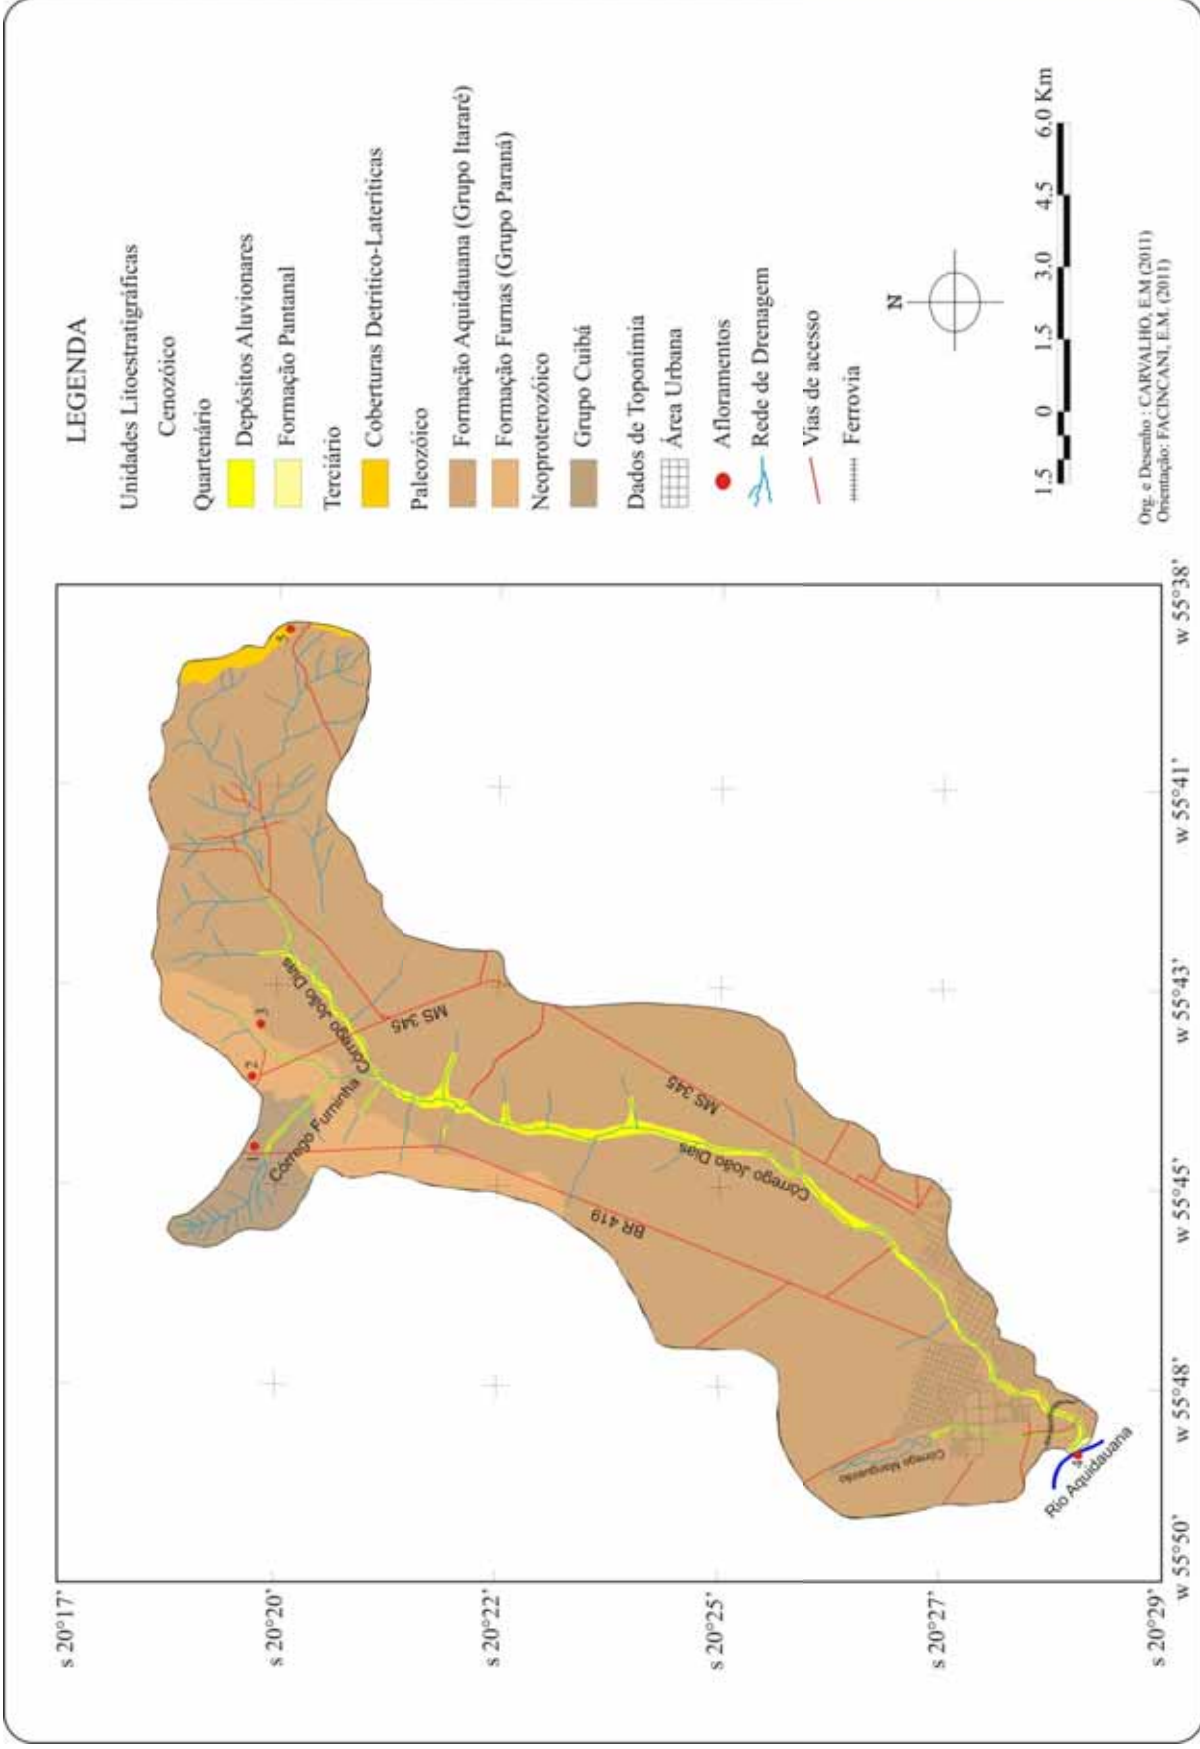 LEGENDA
Unidades Litoestratigráficas
Cenozóico
Quartenário
Depósitos Aluvionares
Formação Pantanal
Terciário
Coberturas Detrítico-Lateríticas
Paleozóico
Formação Aquidauana (Grupo Itararé)
Formação Furnas (Grupo Paraná)
Neoproterozóico
Grupo Cuibá
Dados de Toponímia
Área Urbana
Afloramentos
Rede de Drenagem
Vias de acesso
Ferrovia
N
1.5 0 1.5 3.0 4.5 6.0 Km
Org. e Desenho : CARVALHO, E.M (2011)
Orientação: FACINCANI, E.M. (2011)
s 20°17'
s 20°20'
s 20°22'
s 20°25'
s 20°27'
s 20°29'
w 55°50'
w 55°48'
w 55°45'
w 55°43'
w 55°41'
w 55°38'
1
2
3
Córrego Fuminha
Córrego João Dias
MS 345
BR 419
MS 345
Córrego João Dias
Córrego Marguerão
Rio Aquidauana